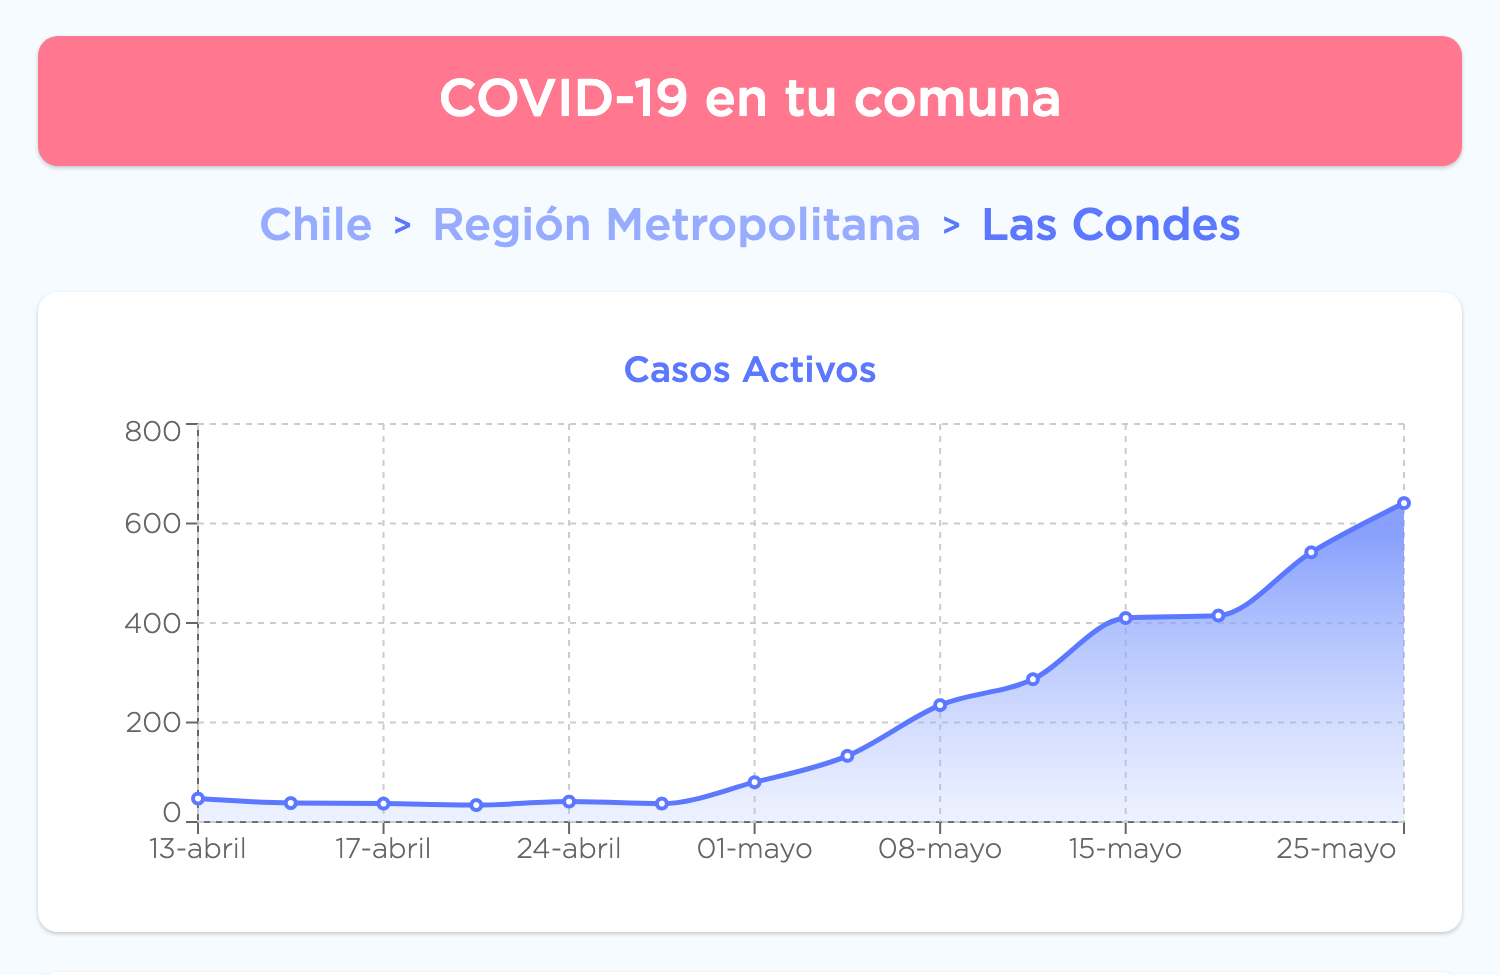 COVID-19 en tu comuna
Chile > Región Metropolitana > Las Condes
Casos Activos
800
600
400
200
0
13-abril 17-abril 24-abril 01-mayo 08-mayo 15-mayo 25-mayo